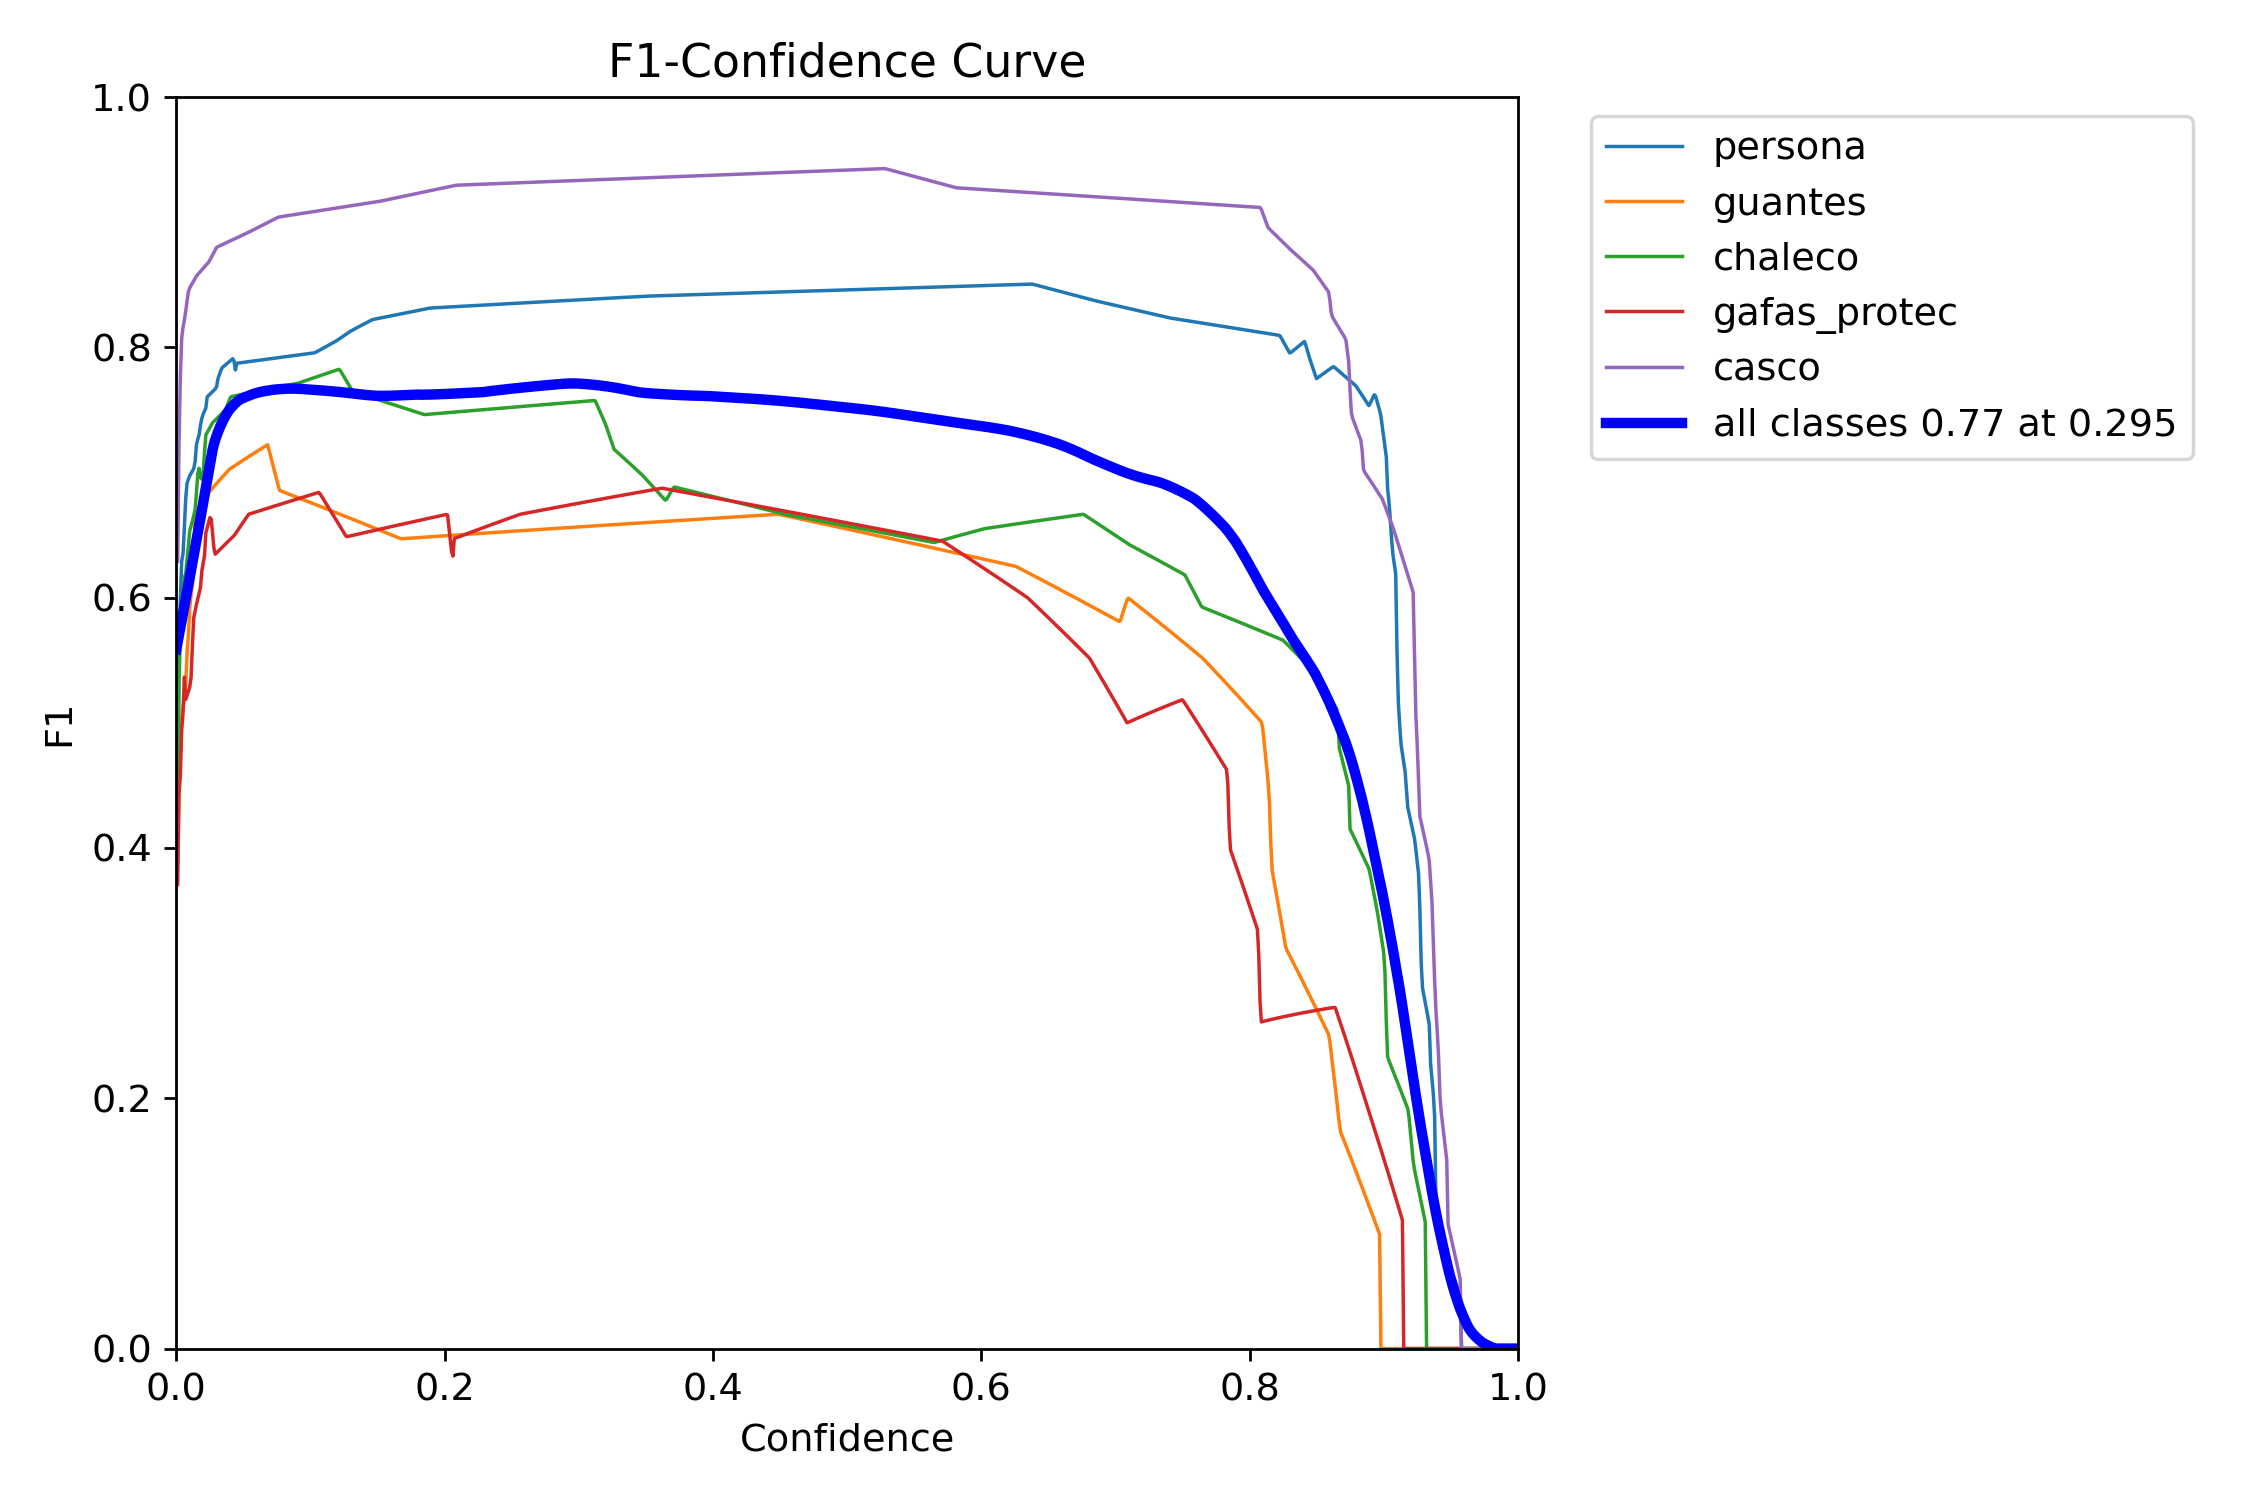 F1-Confidence Curve
1.0
0.8
0.6
0.4
0.2
0.0
F1
0.0 0.2 0.4 0.6 0.8 1.0
Confidence
persona
guantes
chaleco
gafas_protec
casco
all classes 0.77 at 0.295